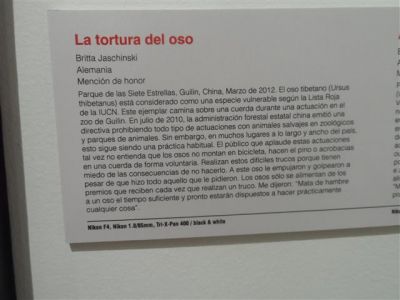 La tortura del oso
Britta Jaschinski
Alemania
Mención de honor
Parque de las Siete Estrellas, Guilin, China, Marzo de 2012. El oso tibetano (Ursus
thibetanus) está considerado como una especie vulnerable según la Lista Roja
de la IUCN. Este ejemplar camina sobre una cuerda durante una actuación en el
zoo de Guilin. En julio de 2010, la administración forestal estatal china emitió una
directiva prohibiendo todo tipo de actuaciones con animales salvajes en zoológicos
y parques de animales. Sin embargo, en muchos lugares a lo largo y ancho del país,
esto sigue siendo una práctica habitual. El público que aplaude estas actuaciones
tal vez no entienda que los osos no montan en bicicleta, hacen el pino o acrobacias
en una cuerda de forma voluntaria. Realizan estos difíciles trucos porque tienen
miedo de las consecuencias de no hacerlo. A este oso le empujaron y golpearon a
pesar de que hizo todo aquello que le pidieron. Los osos sólo se alimentan de los
premios que reciben cada vez que realizan un truco. Me dijeron: "Mata de hambre
a un oso el tiempo suficiente y pronto estarán dispuestos a hacer prácticamente
cualquier cosa".
Nikon F4, Nikon 1.8/85mm, Tri-X-Pan 400 / black & white